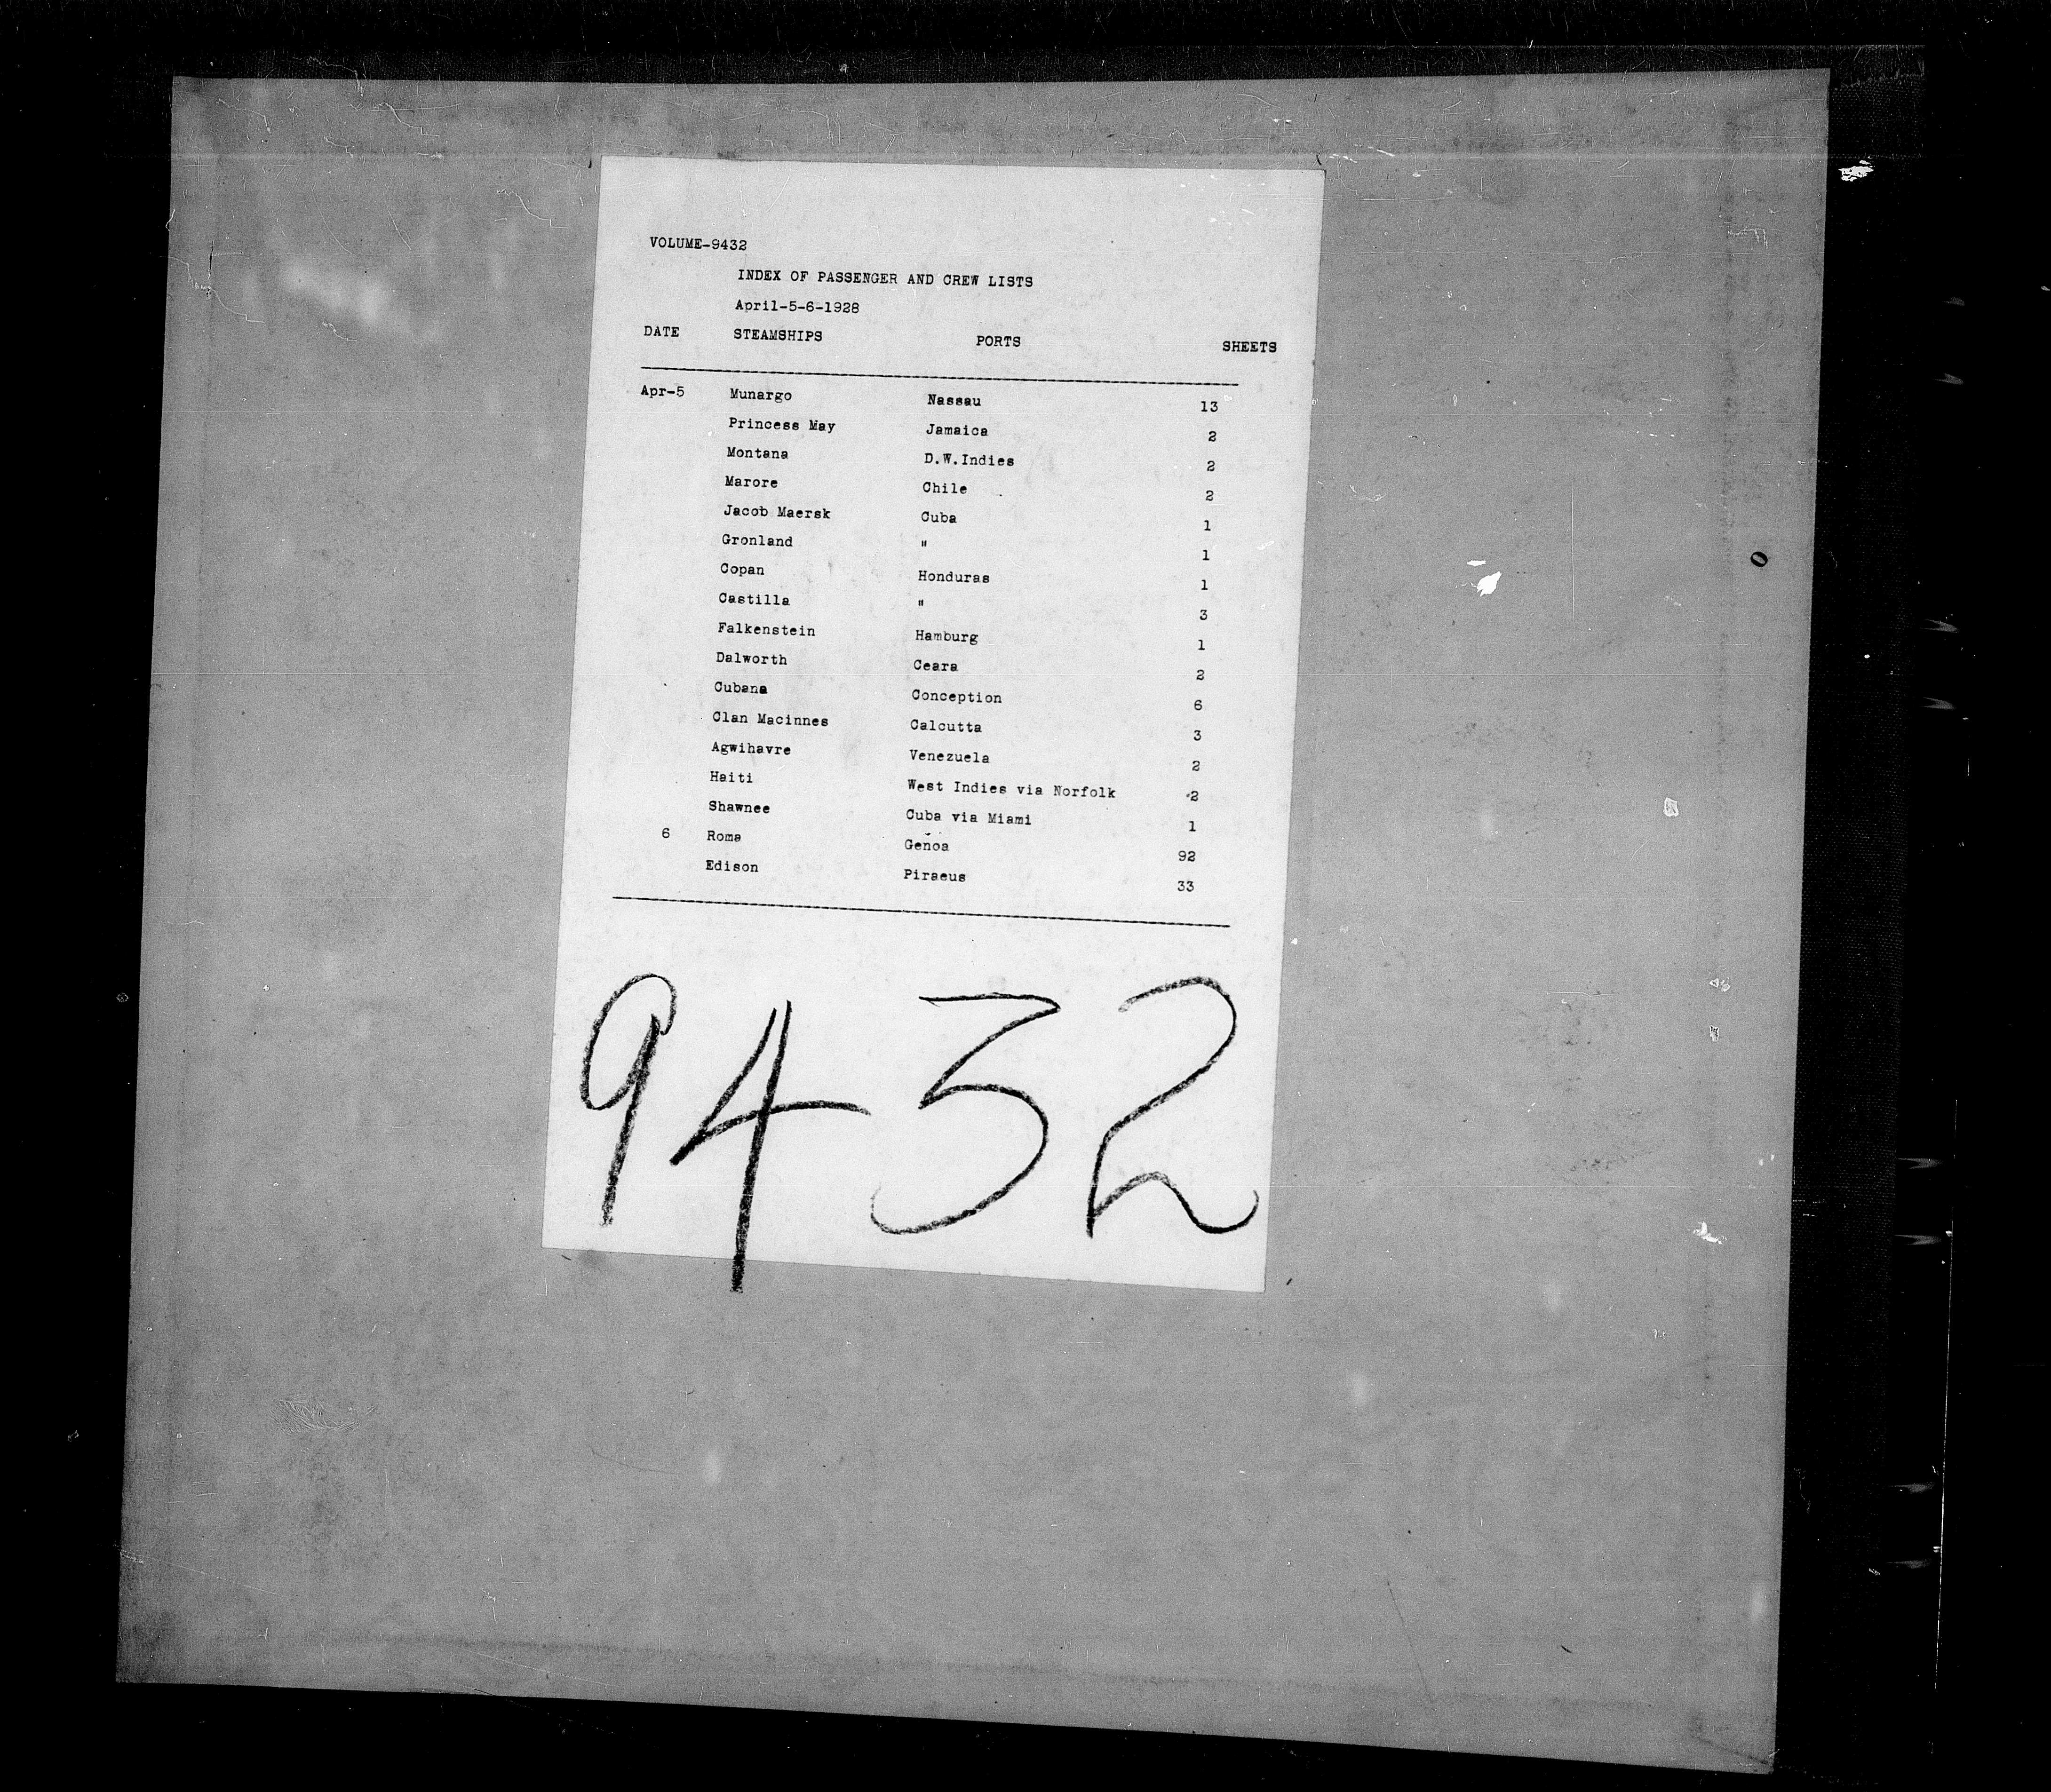 VOLUME-9432
INDEX OF PASSENGER AND CREW LISTS
April-5-6-1928
DATE STEAMSHIPS PORTS SHEETS
Apr-5 Munargo Nassau 13
Princess May Jamaica 2
Montana D.W.Indies 2
Marore Chile 2
Jacob Maersk Cuba 1
Gronland " 1
Copan Honduras 1
Castilla " 3
Falkenstein Hamburg 1
Dalworth Ceara 2
Cubana Conception 6
Clan Macinnes Calcutta 3
Agwihavre Venezuela 2
Haiti West Indies via Norfolk 2
Shawnee Cuba via Miami 1
6 Roma Genoa 92
Edison Piraeus 33
9432
0